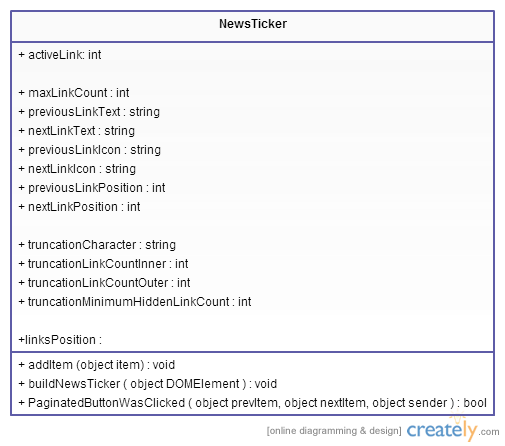 NewsTicker
+ activeLink: int
+ maxLinkCount : int
+ previousLinkText : string
+ nextLinkText : string
+ previousLinkIcon : string
+ nextLinkIcon : string
+ previousLinkPosition : int
+ nextLinkPosition : int
+ truncationCharacter : string
+ truncationLinkCountInner : int
+ truncationLinkCountOuter : int
+ truncationMinimumHiddenLinkCount : int
+linksPosition :
+ addItem (object item) : void
+ buildNewsTicker ( object DOMElement ) : void
+ PaginatedButtonWasClicked ( object prevItem, object nextItem, object sender ) : bool
[online diagramming & design] creately.com